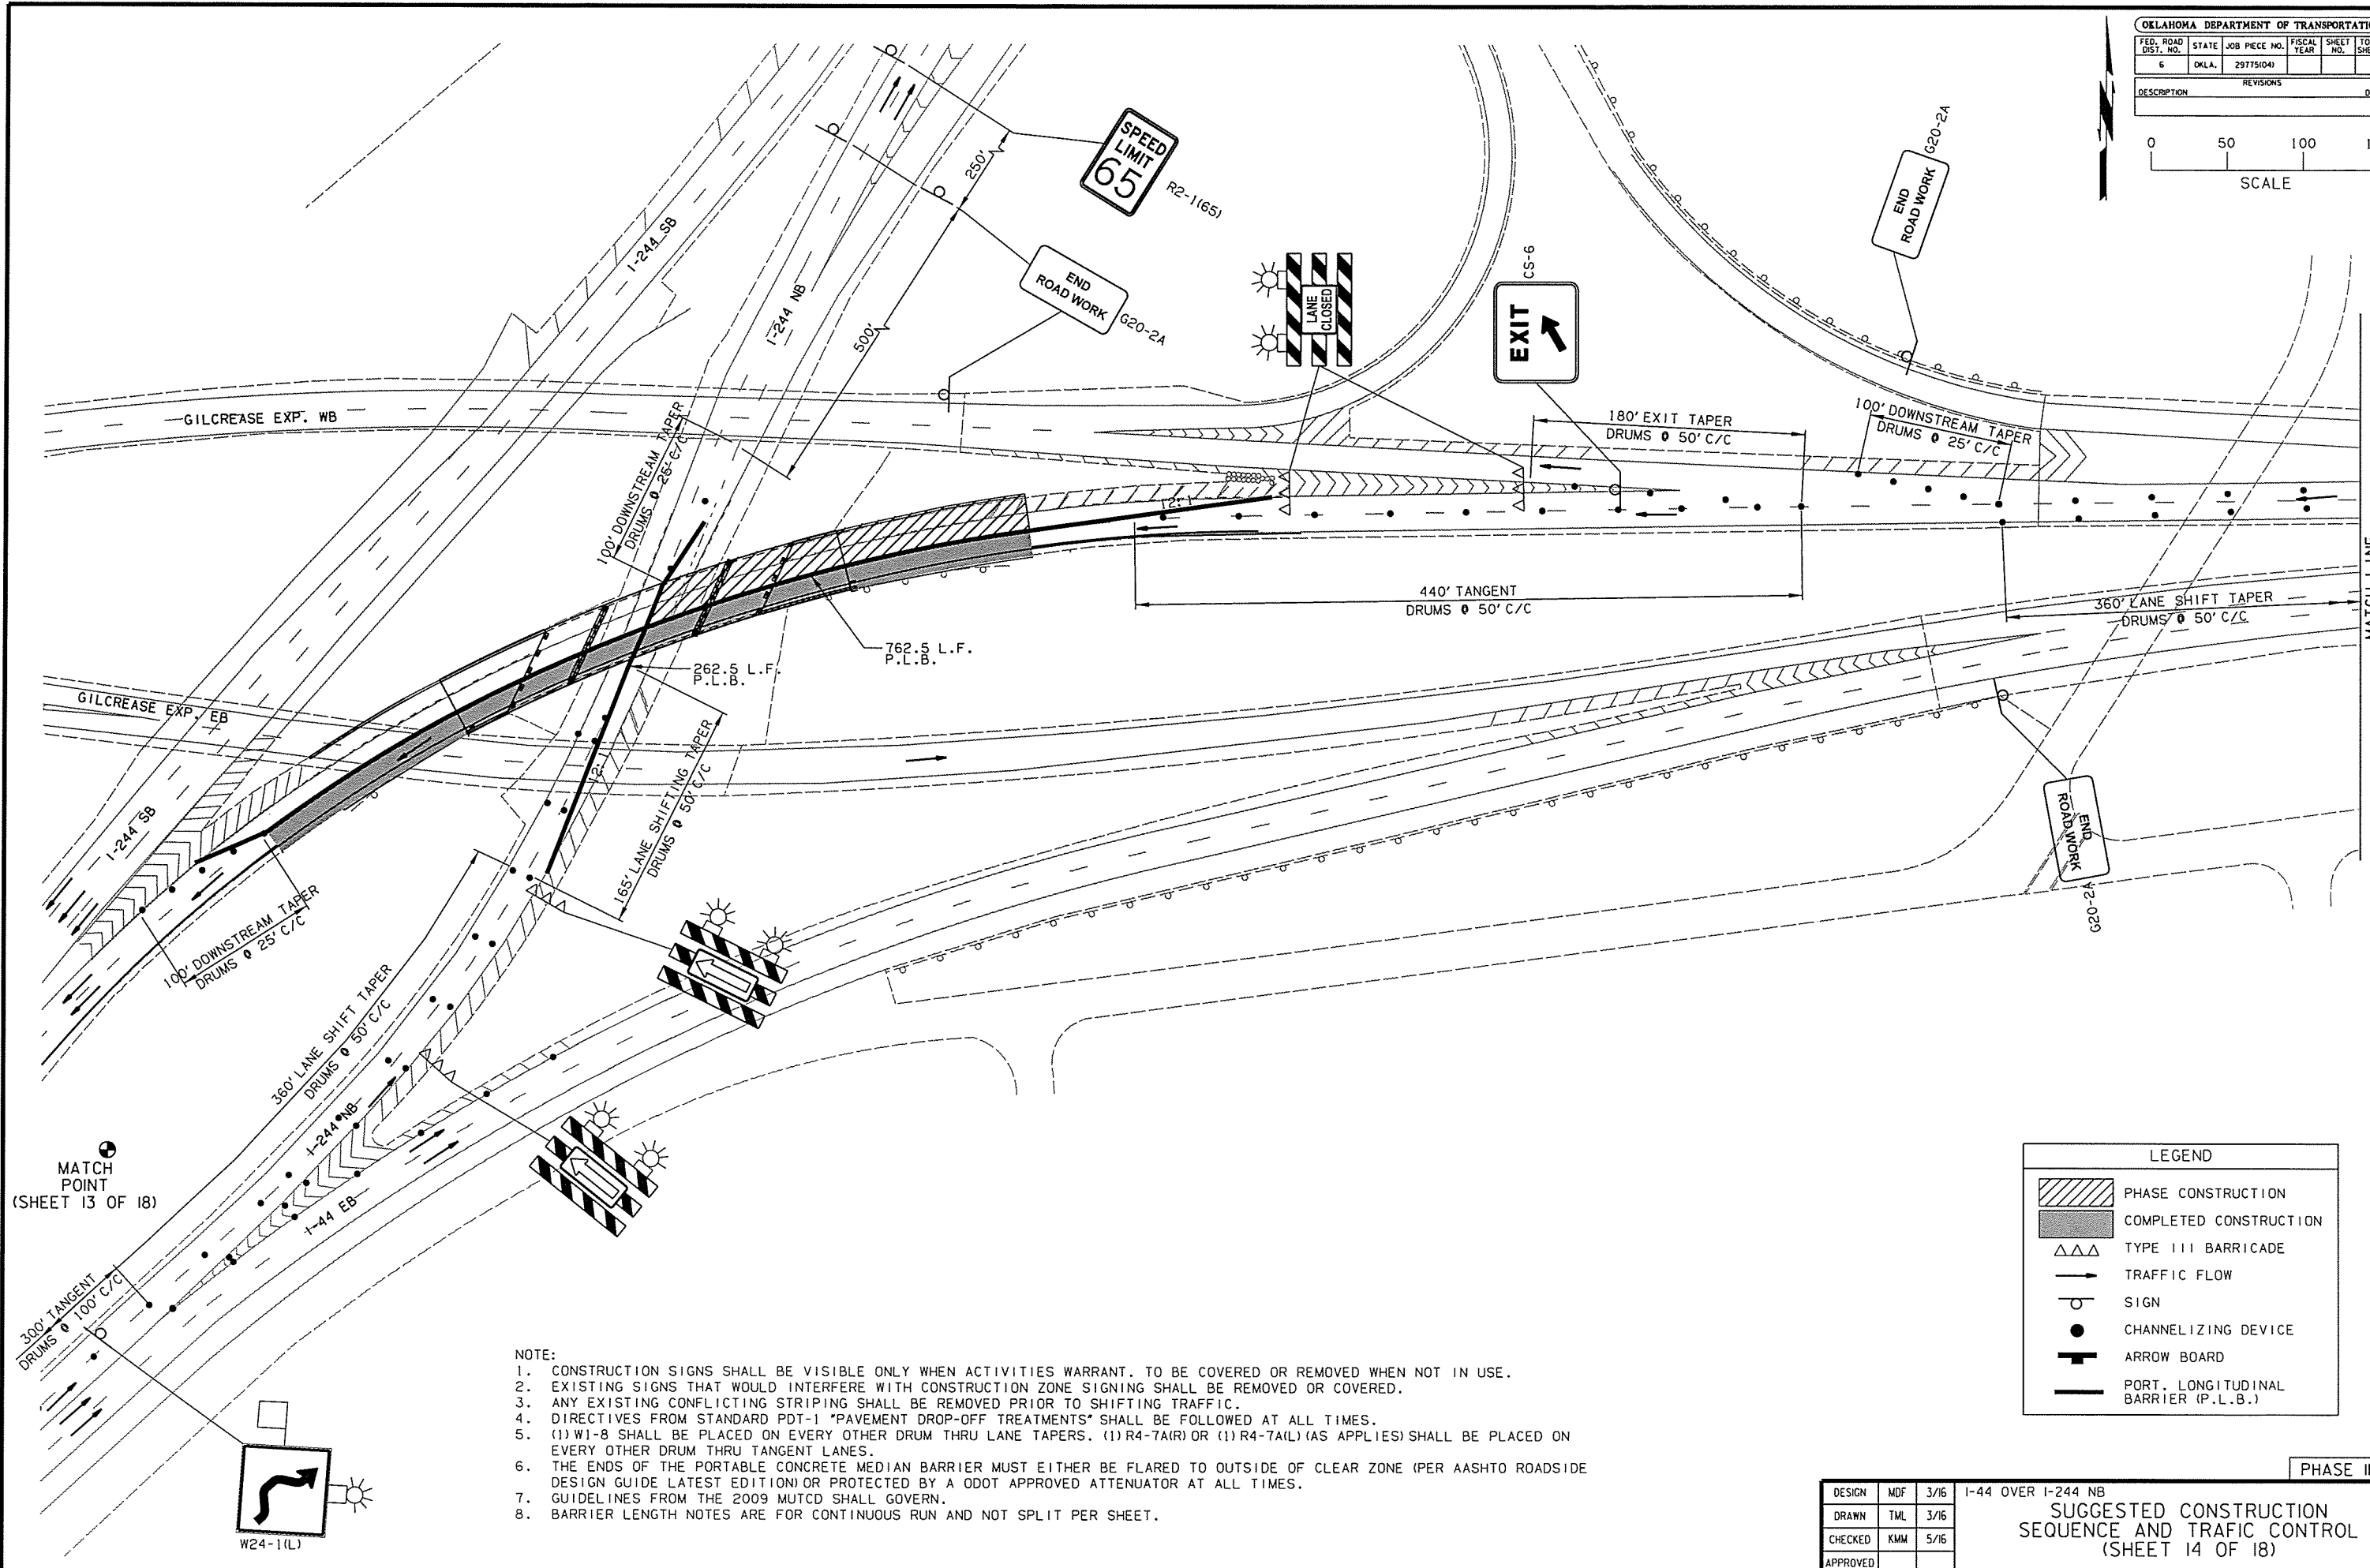 OKLAHOMA DEPARTMENT OF TRANSPORTATI
FED. ROAD DIST. NO.
STATE
JOB PIECE NO.
FISCAL YEAR
SHEET NO.
6
OKLA.
29775(04)
REVISIONS
DESCRIPTION
0 50 100
SCALE
SPEED
LIMIT
65
R2-1(65)
250'
500'
END
ROAD WORK
G20-2A
I-244 SB
I-244 NB
LANE
CLOSED
EXIT
CS-6
END
ROAD WORK
G20-2A
GILCREASE EXP. WB
100' DOWNSTREAM TAPER
DRUMS @ 25' C/C
180' EXIT TAPER
DRUMS @ 50' C/C
100' DOWNSTREAM TAPER
DRUMS @ 25' C/C
12:1
440' TANGENT
DRUMS @ 50' C/C
360' LANE SHIFT TAPER
DRUMS @ 50' C/C
MATCH LINE
762.5 L.F.
P.L.B.
262.5 L.F.
P.L.B.
GILCREASE EXP. EB
12:1
165' LANE SHIFTING TAPER
DRUMS @ 50' C/C
I-244 SB
100' DOWNSTREAM TAPER
DRUMS @ 25' C/C
END
ROAD WORK
G20-2A
360' LANE SHIFT TAPER
DRUMS @ 50' C/C
I-244 NB
I-44 EB
MATCH
POINT
(SHEET 13 OF 18)
300' TANGENT
DRUMS @ 100' C/C
W24-1(L)
LEGEND
PHASE CONSTRUCTION
COMPLETED CONSTRUCTION
TYPE III BARRICADE
TRAFFIC FLOW
SIGN
CHANNELIZING DEVICE
ARROW BOARD
PORT. LONGITUDINAL
BARRIER (P.L.B.)
NOTE:
1. CONSTRUCTION SIGNS SHALL BE VISIBLE ONLY WHEN ACTIVITIES WARRANT. TO BE COVERED OR REMOVED WHEN NOT IN USE.
2. EXISTING SIGNS THAT WOULD INTERFERE WITH CONSTRUCTION ZONE SIGNING SHALL BE REMOVED OR COVERED.
3. ANY EXISTING CONFLICTING STRIPING SHALL BE REMOVED PRIOR TO SHIFTING TRAFFIC.
4. DIRECTIVES FROM STANDARD PDT-1 "PAVEMENT DROP-OFF TREATMENTS" SHALL BE FOLLOWED AT ALL TIMES.
5. (1) W1-8 SHALL BE PLACED ON EVERY OTHER DRUM THRU LANE TAPERS. (1) R4-7A(R) OR (1) R4-7A(L) (AS APPLIES) SHALL BE PLACED ON
EVERY OTHER DRUM THRU TANGENT LANES.
6. THE ENDS OF THE PORTABLE CONCRETE MEDIAN BARRIER MUST EITHER BE FLARED TO OUTSIDE OF CLEAR ZONE (PER AASHTO ROADSIDE
DESIGN GUIDE LATEST EDITION) OR PROTECTED BY A ODOT APPROVED ATTENUATOR AT ALL TIMES.
7. GUIDELINES FROM THE 2009 MUTCD SHALL GOVERN.
8. BARRIER LENGTH NOTES ARE FOR CONTINUOUS RUN AND NOT SPLIT PER SHEET.
PHASE
DESIGN MDF 3/16
DRAWN TML 3/16
CHECKED KMM 5/16
APPROVED
I-44 OVER I-244 NB
SUGGESTED CONSTRUCTION
SEQUENCE AND TRAFIC CONTROL
(SHEET 14 OF 18)